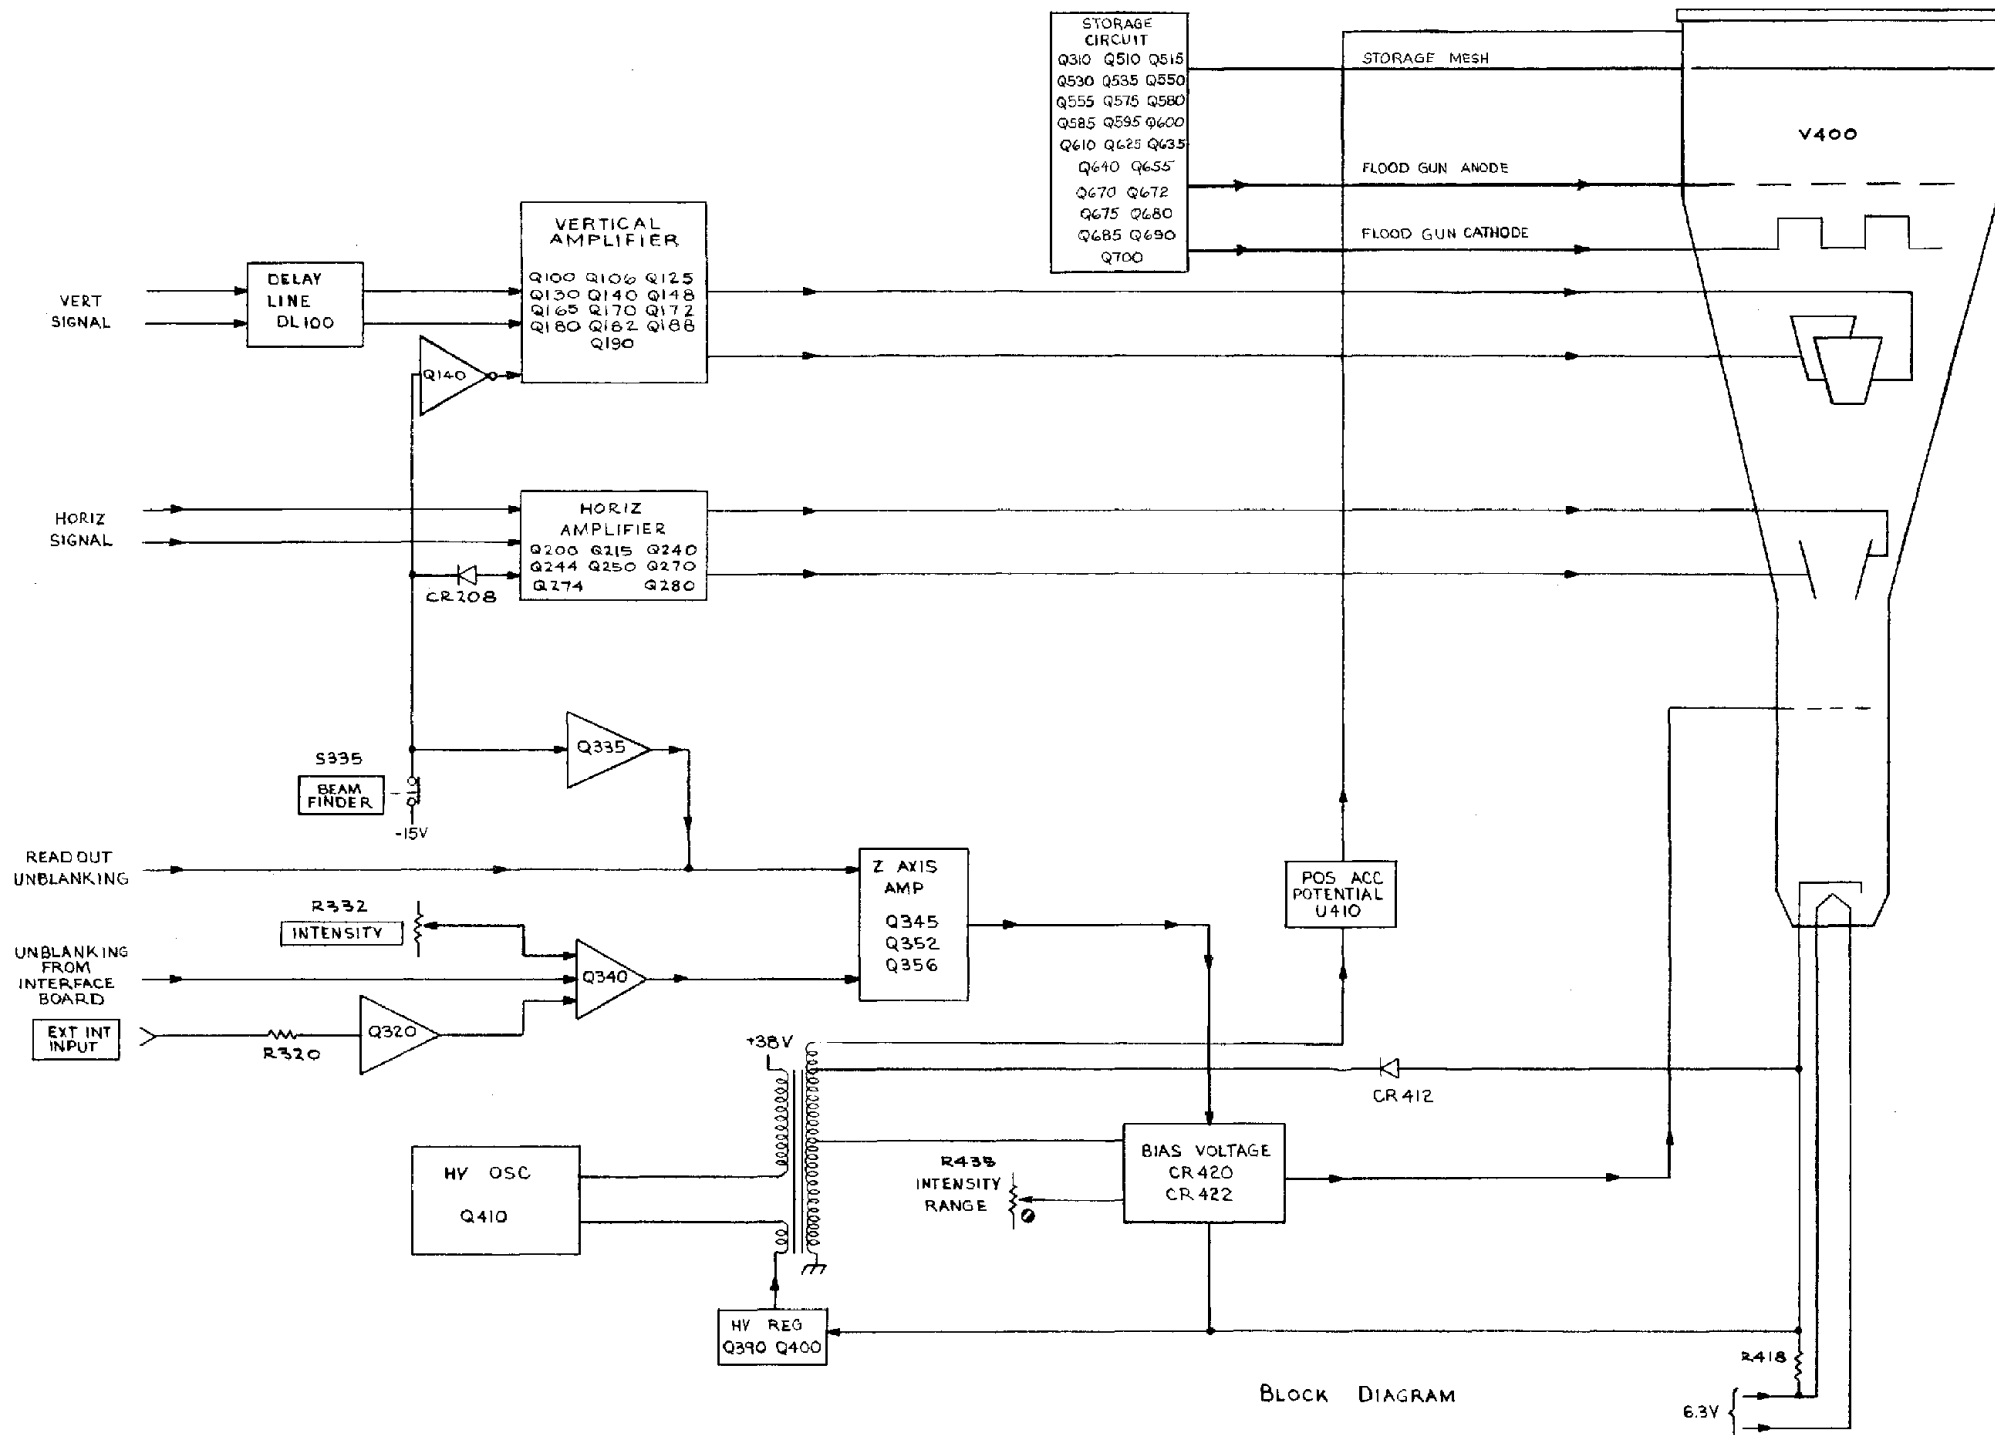 STORAGE
CIRCUIT
Q310 Q510 Q515
Q530 Q535 Q550
Q555 Q575 Q580
Q585 Q595 Q600
Q610 Q625 Q635
Q640 Q655
Q670 Q672
Q675 Q680
Q685 Q690
Q700
STORAGE MESH
V400
FLOOD GUN ANODE
FLOOD GUN CATHODE
VERT
SIGNAL
DELAY
LINE
DL100
VERTICAL
AMPLIFIER
Q100 Q106 Q125
Q130 Q140 Q148
Q165 Q170 Q172
Q180 Q182 Q188
Q190
Q140
HORIZ
SIGNAL
HORIZ
AMPLIFIER
Q200 Q215 Q240
Q244 Q250 Q270
Q274 Q280
CR208
S335
BEAM
FINDER
-15V
Q335
READOUT
UNBLANKING
R332
INTENSITY
UNBLANKING
FROM
INTERFACE
BOARD
EXT INT
INPUT
R320
Q320
Q340
Z AXIS
AMP
Q345
Q352
Q356
POS ACC
POTENTIAL
U410
+38V
CR412
HV OSC
Q410
R435
INTENSITY
RANGE
BIAS VOLTAGE
CR420
CR422
HV REG
Q390 Q400
R418
6.3V
BLOCK DIAGRAM